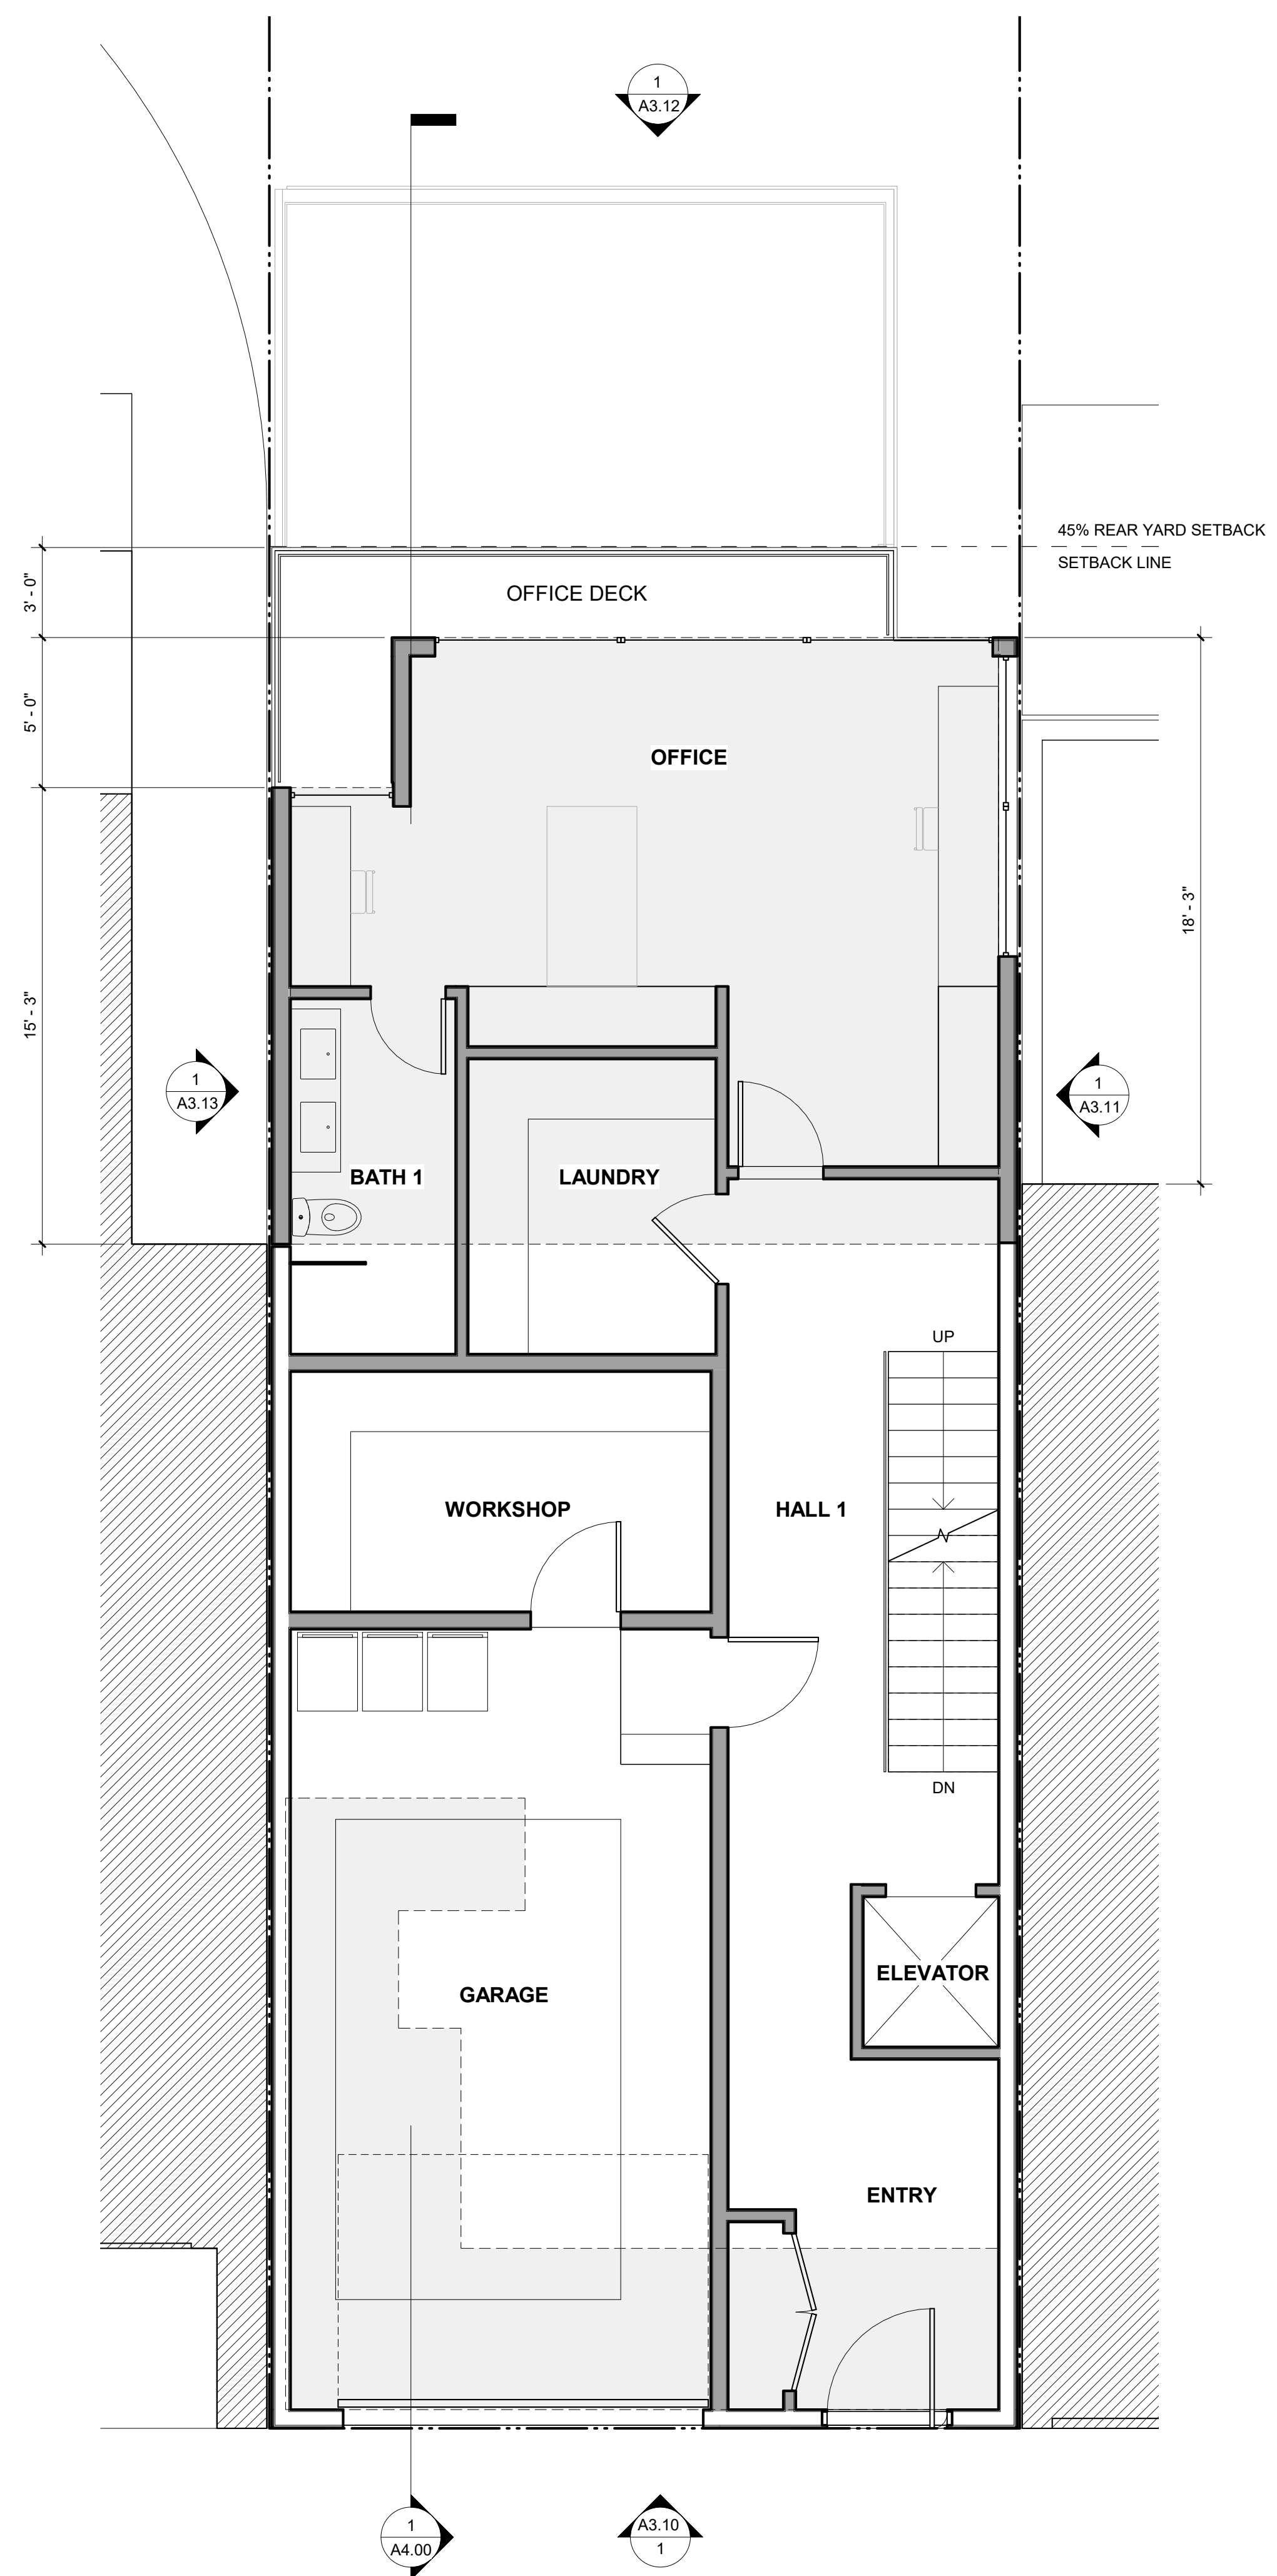 1
A3.12
45% REAR YARD SETBACK
SETBACK LINE
3' - 0"
OFFICE DECK
5' - 0"
OFFICE
18' - 3"
15' - 3"
1
A3.13
1
A3.11
BATH 1
LAUNDRY
UP
WORKSHOP
HALL 1
DN
ELEVATOR
GARAGE
ENTRY
1
A4.00
A3.10
1